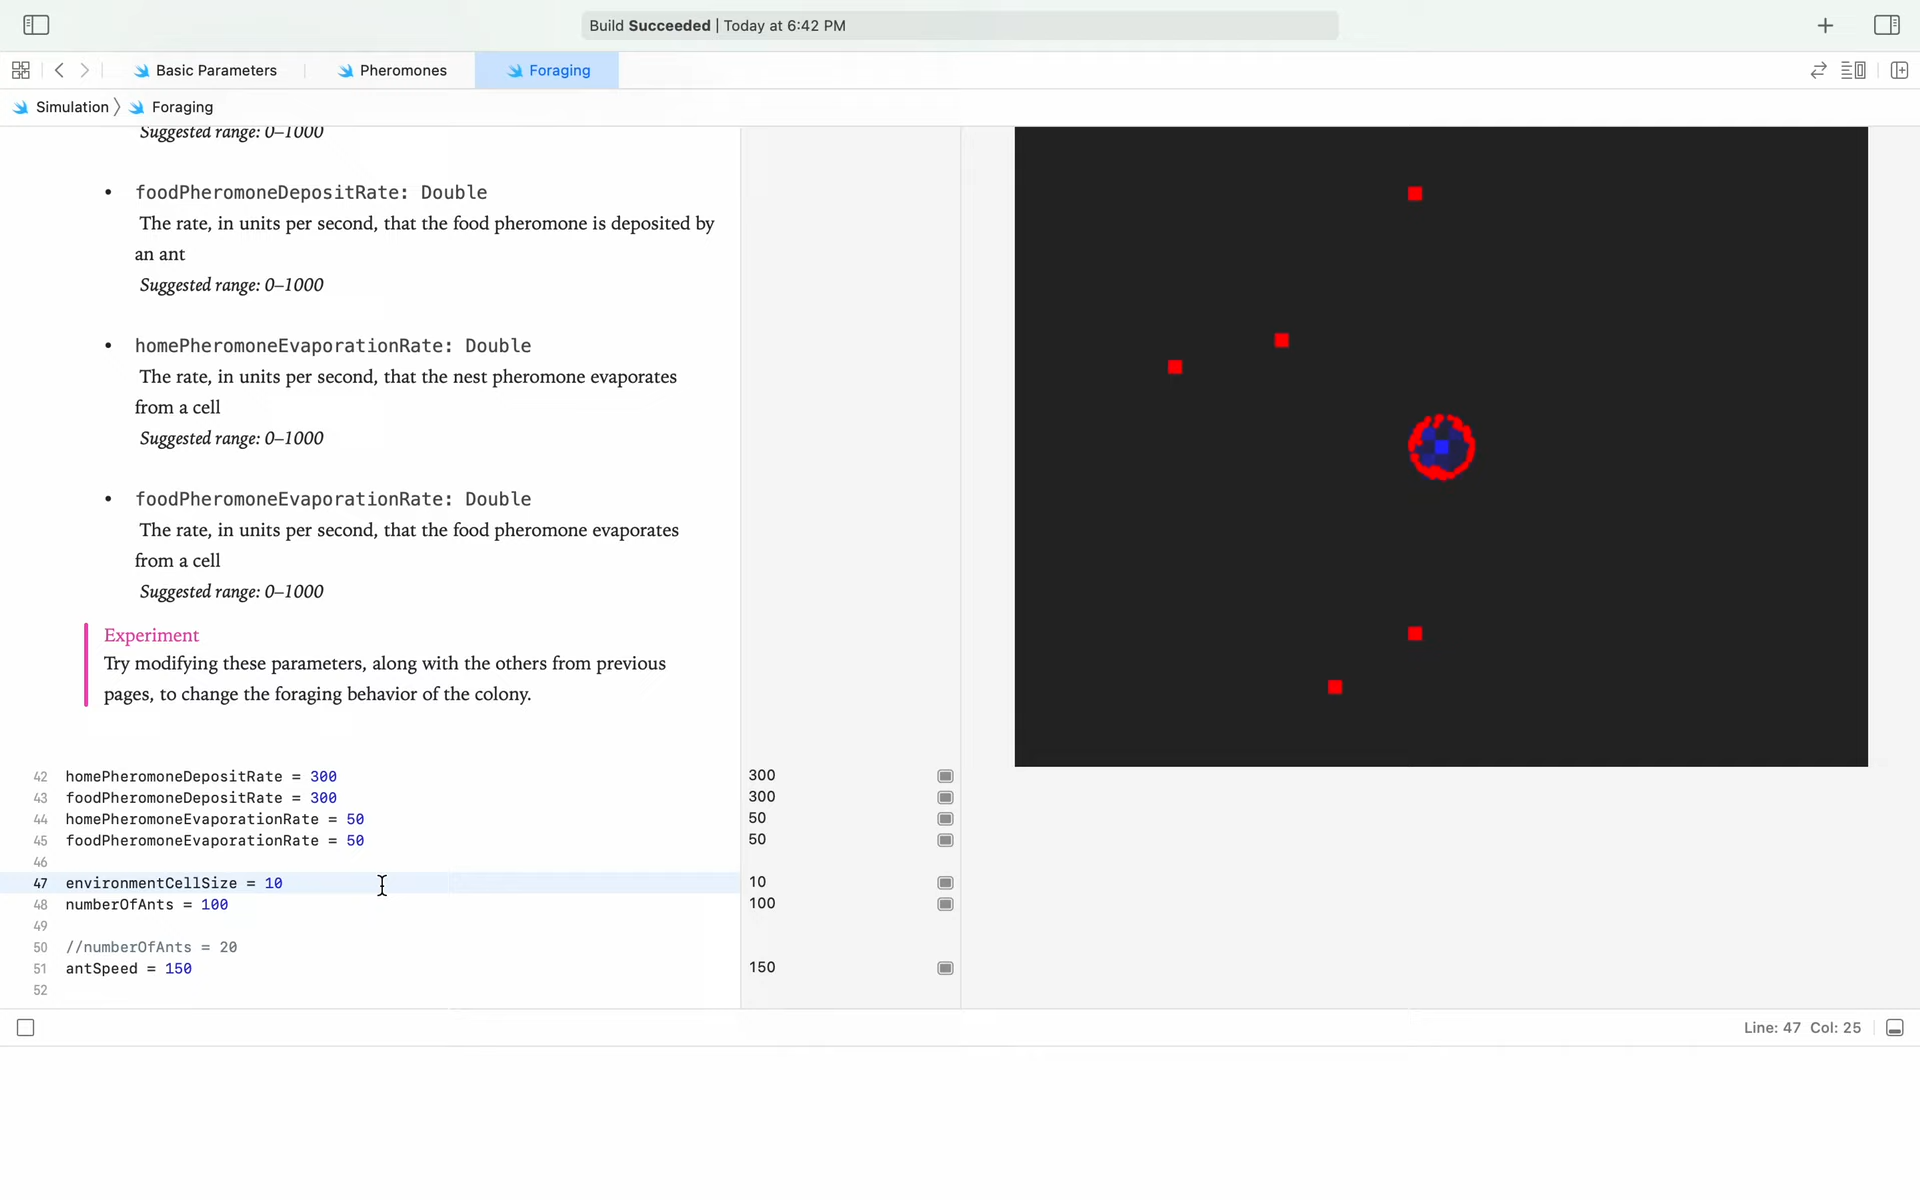 Build Succeeded | Today at 6:42 PM
Basic Parameters
Pheromones
Foraging
Simulation
Foraging
Suggested range: 0–1000
• foodPheromoneDepositRate: Double
The rate, in units per second, that the food pheromone is deposited by
an ant
Suggested range: 0–1000
• homePheromoneEvaporationRate: Double
The rate, in units per second, that the nest pheromone evaporates
from a cell
Suggested range: 0–1000
• foodPheromoneEvaporationRate: Double
The rate, in units per second, that the food pheromone evaporates
from a cell
Suggested range: 0–1000
Experiment
Try modifying these parameters, along with the others from previous
pages, to change the foraging behavior of the colony.
42 homePheromoneDepositRate = 300 300
43 foodPheromoneDepositRate = 300 300
44 homePheromoneEvaporationRate = 50 50
45 foodPheromoneEvaporationRate = 50 50
46
47 environmentCellSize = 10 10
48 numberOfAnts = 100 100
49
50 //numberOfAnts = 20
51 antSpeed = 150 150
52
Line: 47 Col: 25